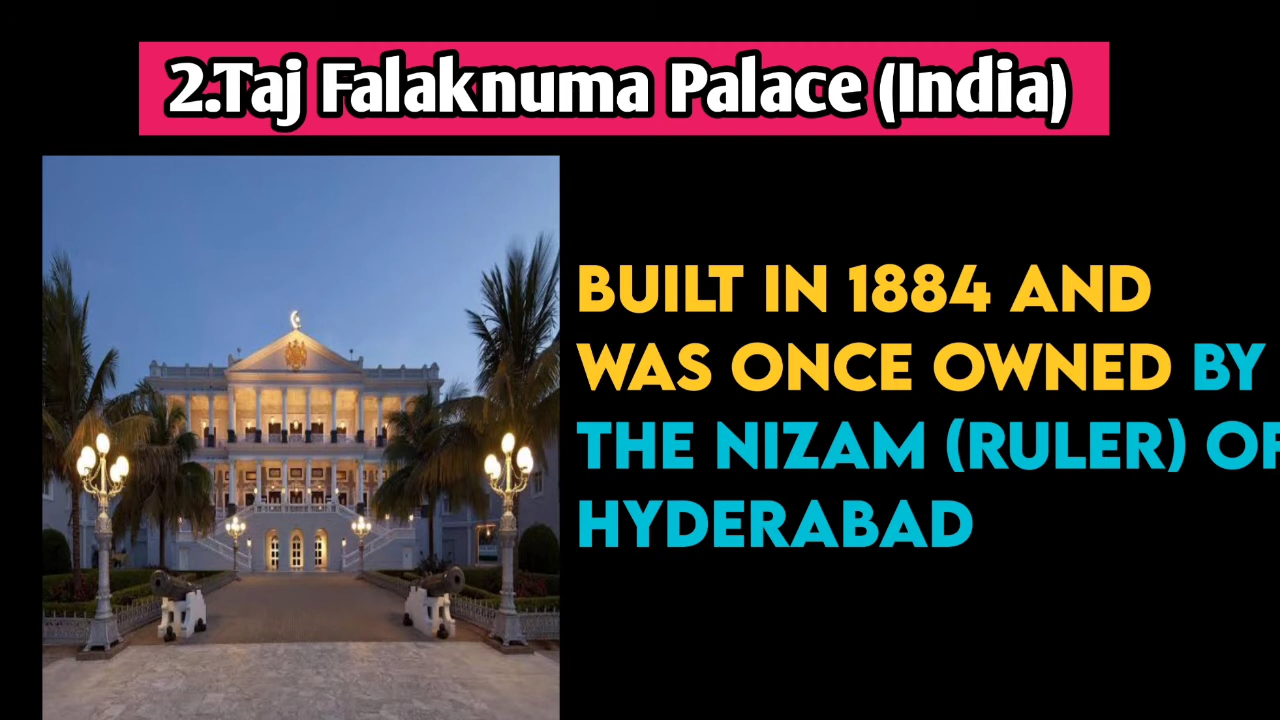 2.Taj Falaknuma Palace (India)
BUILT IN 1884 AND
WAS ONCE OWNED BY
THE NIZAM (RULER) OF
HYDERABAD